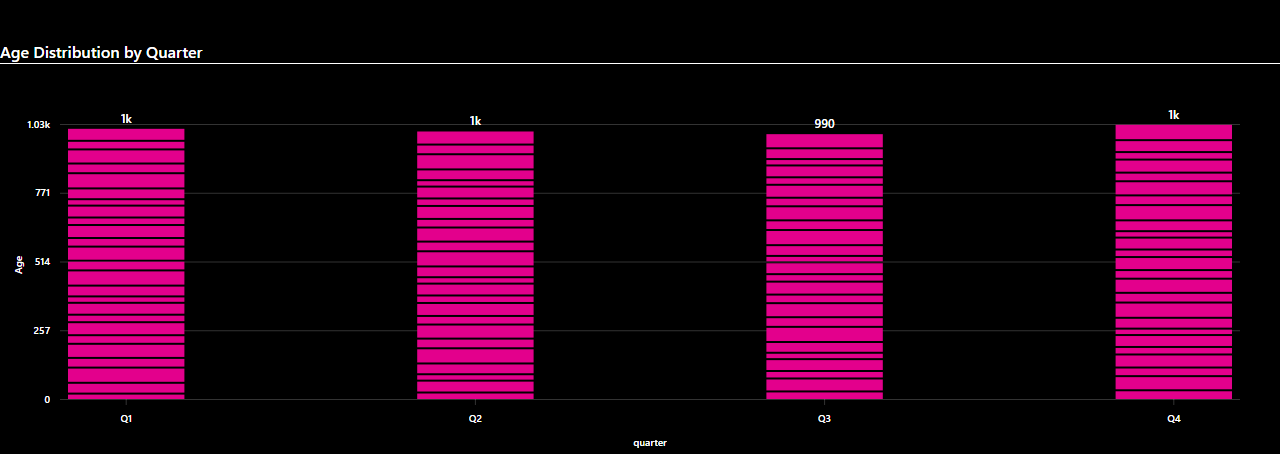 Age Distribution by Quarter
1k
1k
990
1k
1.03k
771
514
257
0
Age
Q1
Q2
Q3
Q4
quarter